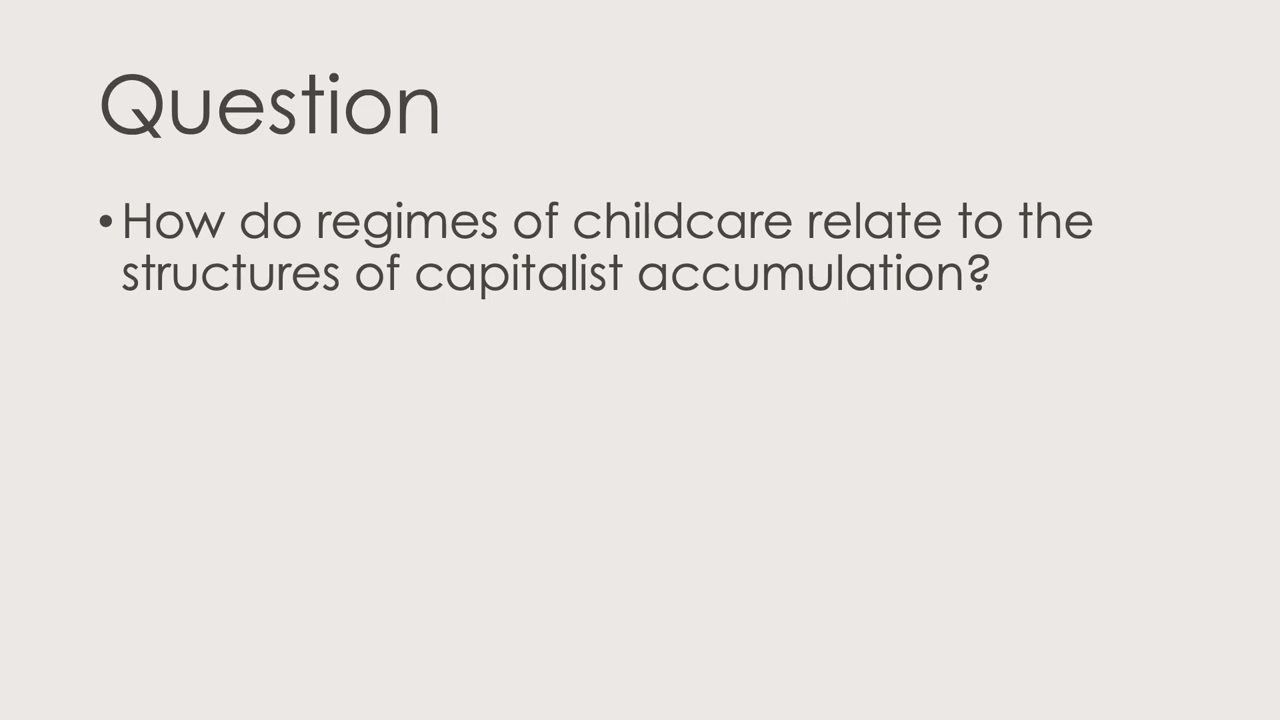 Question
•How do regimes of childcare relate to the
structures of capitalist accumulation?